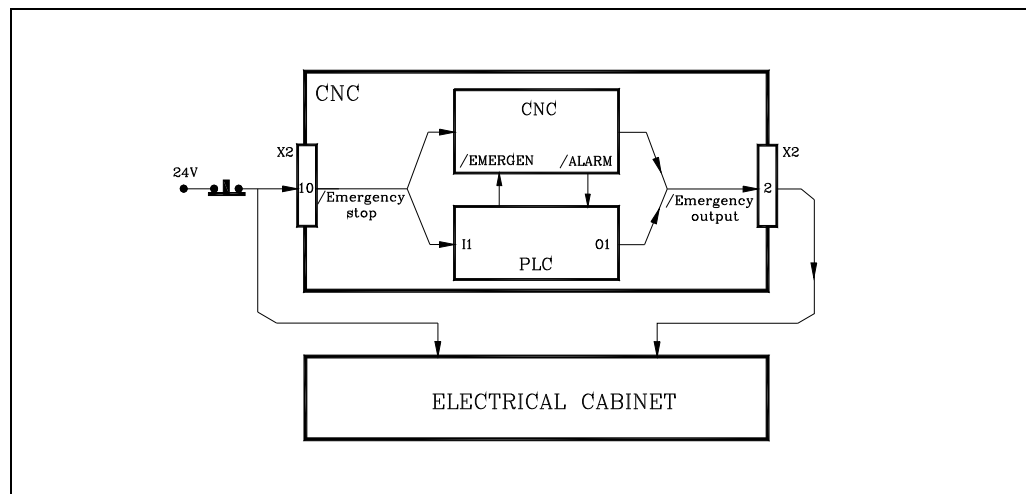 CNC
CNC
X2
X2
/EMERGEN
/ALARM
24V
10
/Emergency
stop
/Emergency
output
2
I1
O1
PLC
ELECTRICAL CABINET